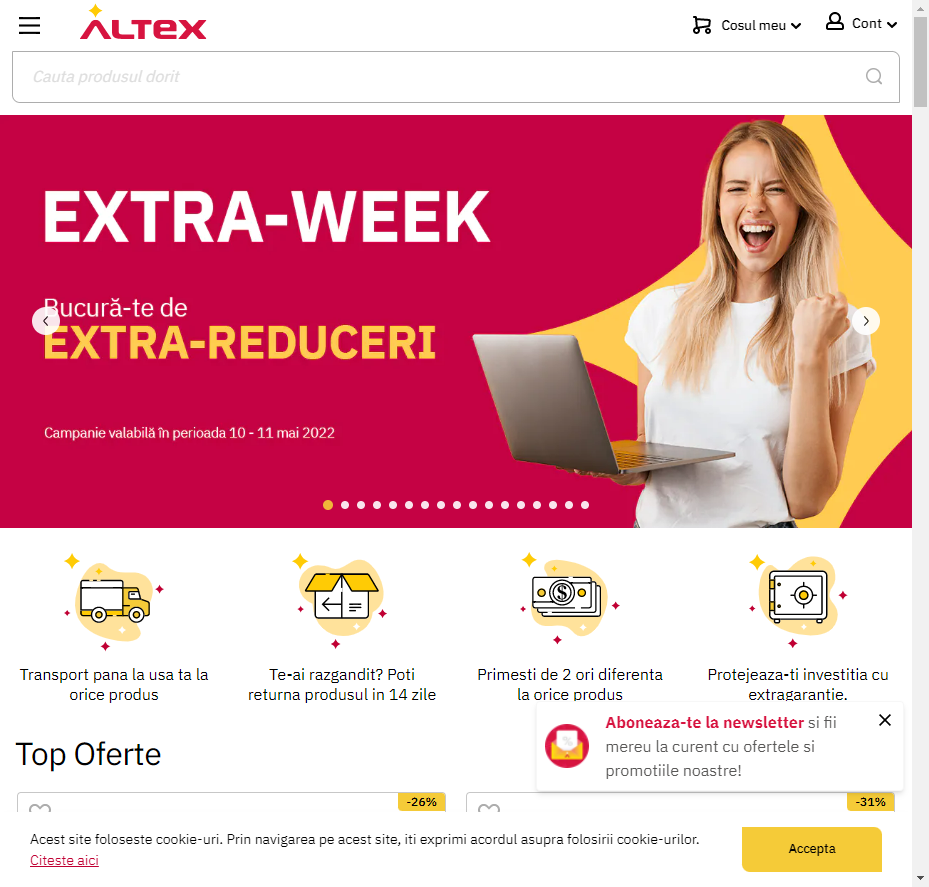 ALTEX
Cosul meu
Cont
Cauta produsul dorit
EXTRA-WEEK
Bucură-te de
EXTRA-REDUCERI
Campanie valabilă în perioada 10 - 11 mai 2022
Transport pana la usa ta la
orice produs
Te-ai razgandit? Poti
returna produsul in 14 zile
Primesti de 2 ori diferenta
la orice produs
Protejeaza-ti investitia cu
extragarantie.
Aboneaza-te la newsletter si fii
mereu la curent cu ofertele si
promotiile noastre!
Top Oferte
-26%
-31%
Acest site foloseste cookie-uri. Prin navigarea pe acest site, iti exprimi acordul asupra folosirii cookie-urilor.
Citeste aici
Accepta